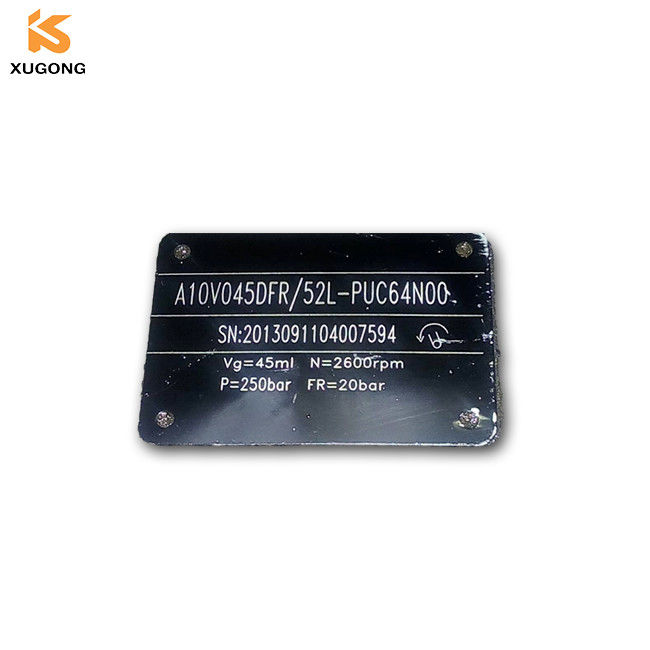 XUGONG
A10VO45DFR/52L-PUC64N00
SN:2013091104007594
Vg=45ml N=2600rpm
P=250bar FR=20bar